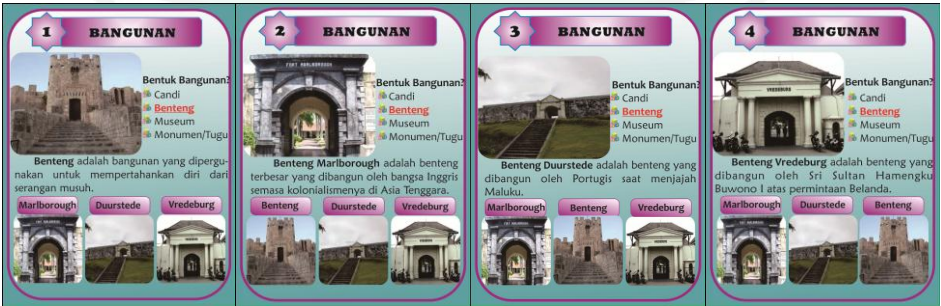 1 BANGUNAN
Bentuk Bangunan?
Candi
Benteng
Museum
Monumen/Tugu
Benteng adalah bangunan yang dipergu-
nakan untuk mempertahankan diri dari
serangan musuh.
Marlborough Duurstede Vredeburg
2 BANGUNAN
FORT MARLBOROUGH
Bentuk Bangunan?
Candi
Benteng
Museum
Monumen/Tugu
Benteng Marlborough adalah benteng
terbesar yang dibangun oleh bangsa Inggris
semasa kolonialismenya di Asia Tenggara.
Benteng Duurstede Vredeburg
3 BANGUNAN
Bentuk Bangunan?
Candi
Benteng
Museum
Monumen/Tugu
Benteng Duurstede adalah benteng yang
dibangun oleh Portugis saat menjajah
Maluku.
Marlborough Benteng Vredeburg
4 BANGUNAN
VREDEBURG
Bentuk Bangunan?
Candi
Benteng
Museum
Monumen/Tugu
Benteng Vredeburg adalah benteng yang
dibangun oleh Sri Sultan Hamengku
Buwono I atas permintaan Belanda.
Marlborough Duurstede Benteng